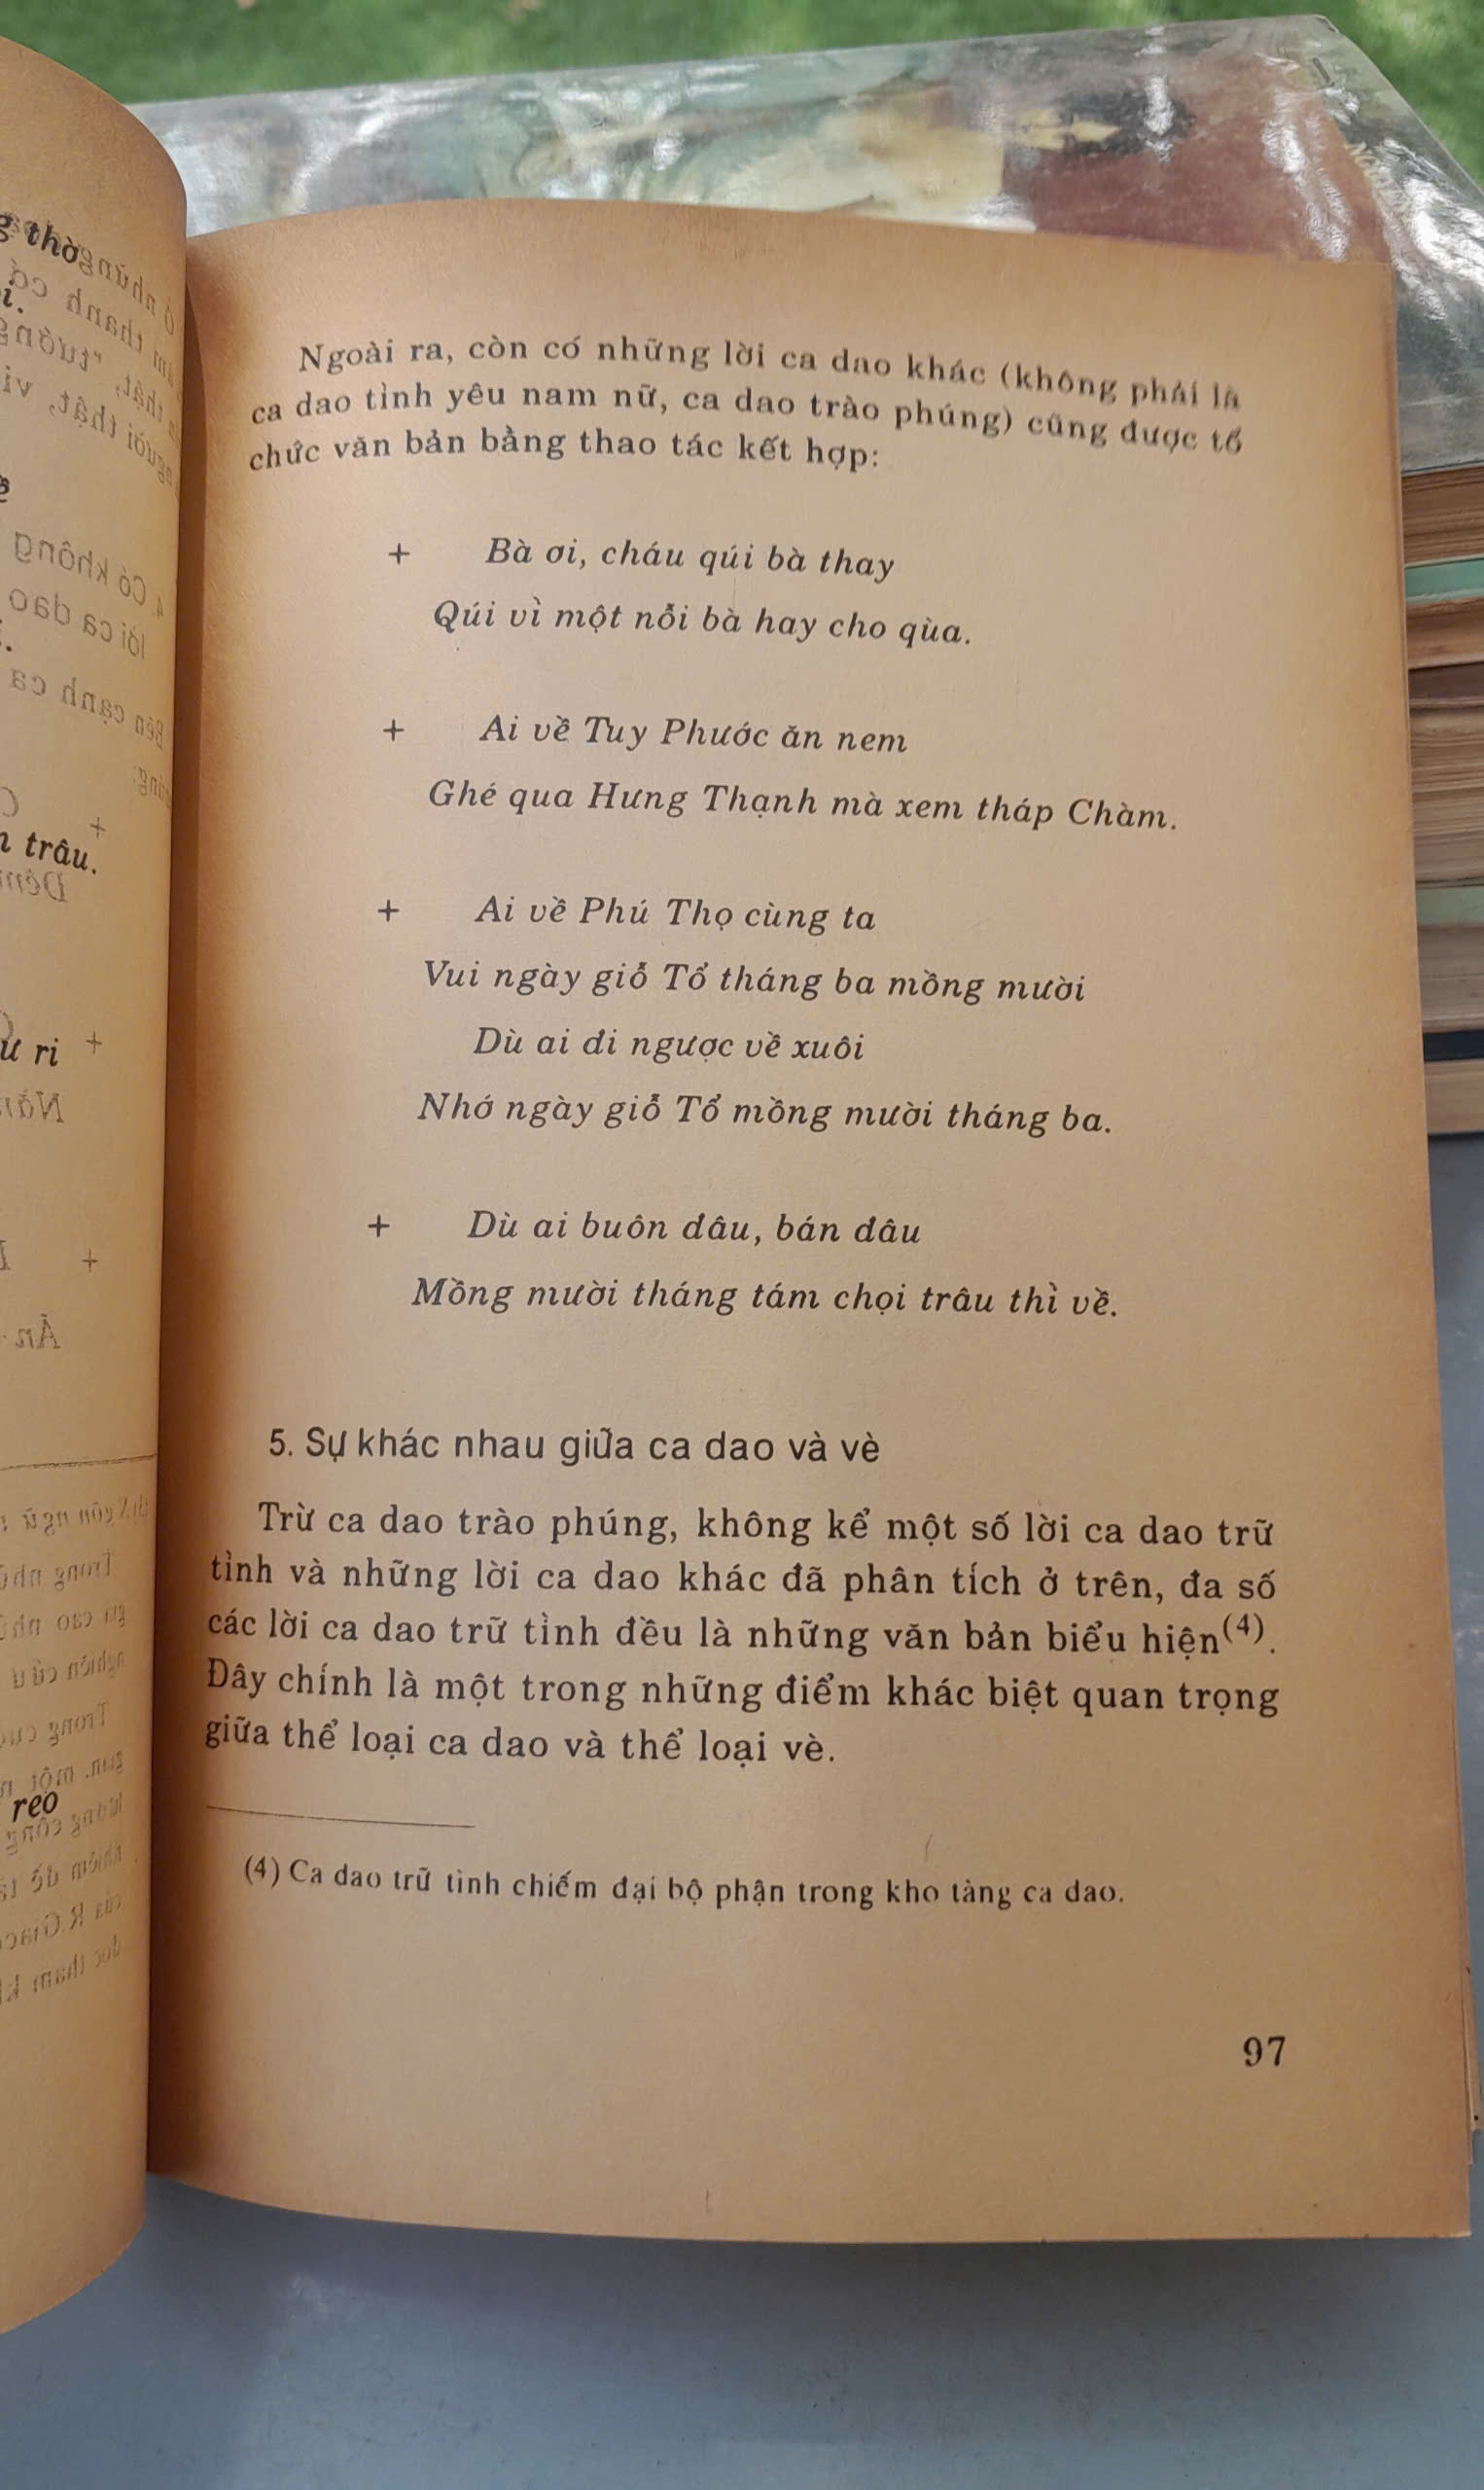 g thờ
i.
n trâu.
ư ri
reo
Ngoài ra, còn có những lời ca dao khác (không phải là
ca dao tình yêu nam nữ, ca dao trào phúng) cũng được tổ
chức văn bản bằng thao tác kết hợp:
+ Bà ơi, cháu qúi bà thay
Qúi vì một nỗi bà hay cho qùa.
+ Ai về Tuy Phước ăn nem
Ghé qua Hưng Thạnh mà xem tháp Chàm.
+ Ai về Phú Thọ cùng ta
Vui ngày giỗ Tổ tháng ba mồng mười
Dù ai đi ngược về xuôi
Nhớ ngày giỗ Tổ mồng mười tháng ba.
+ Dù ai buôn đâu, bán đâu
Mồng mười tháng tám chọi trâu thì về.
5. Sự khác nhau giữa ca dao và vè
Trừ ca dao trào phúng, không kể một số lời ca dao trữ
tình và những lời ca dao khác đã phân tích ở trên, đa số
các lời ca dao trữ tình đều là những văn bản biểu hiện(4).
Đây chính là một trong những điểm khác biệt quan trọng
giữa thể loại ca dao và thể loại vè.
(4) Ca dao trữ tình chiếm đại bộ phận trong kho tàng ca dao.
97